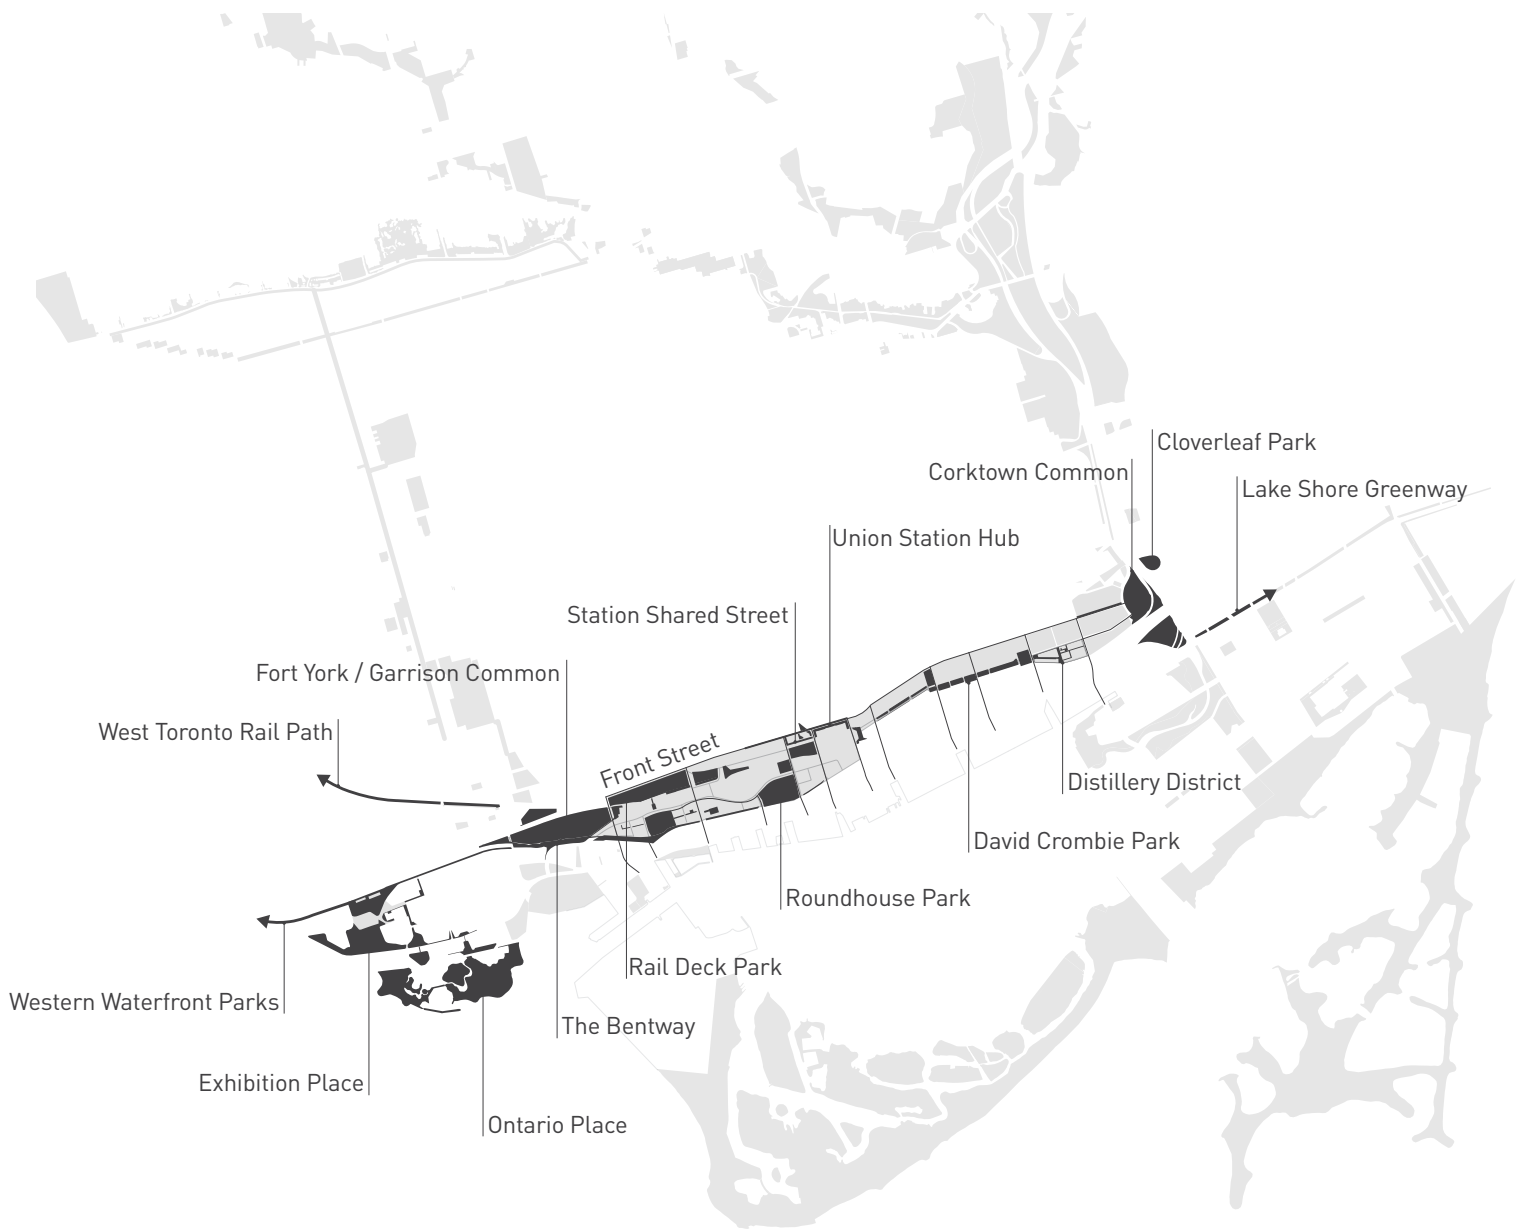 Cloverleaf Park
Corktown Common
Lake Shore Greenway
Union Station Hub
Station Shared Street
Fort York / Garrison Common
West Toronto Rail Path
Front Street
Distillery District
David Crombie Park
Roundhouse Park
Rail Deck Park
Western Waterfront Parks
The Bentway
Exhibition Place
Ontario Place